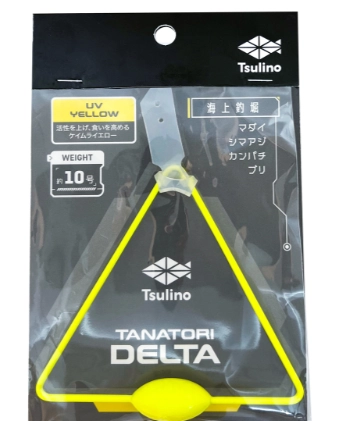 Tsulino
UV
YELLOW
活性を上げ、食いを高める
ケイムライエロー
WEIGHT
約10号
海上釣堀
マダイ
シマアジ
カンパチ
ブリ
Tsulino
TANATORI
DELTA